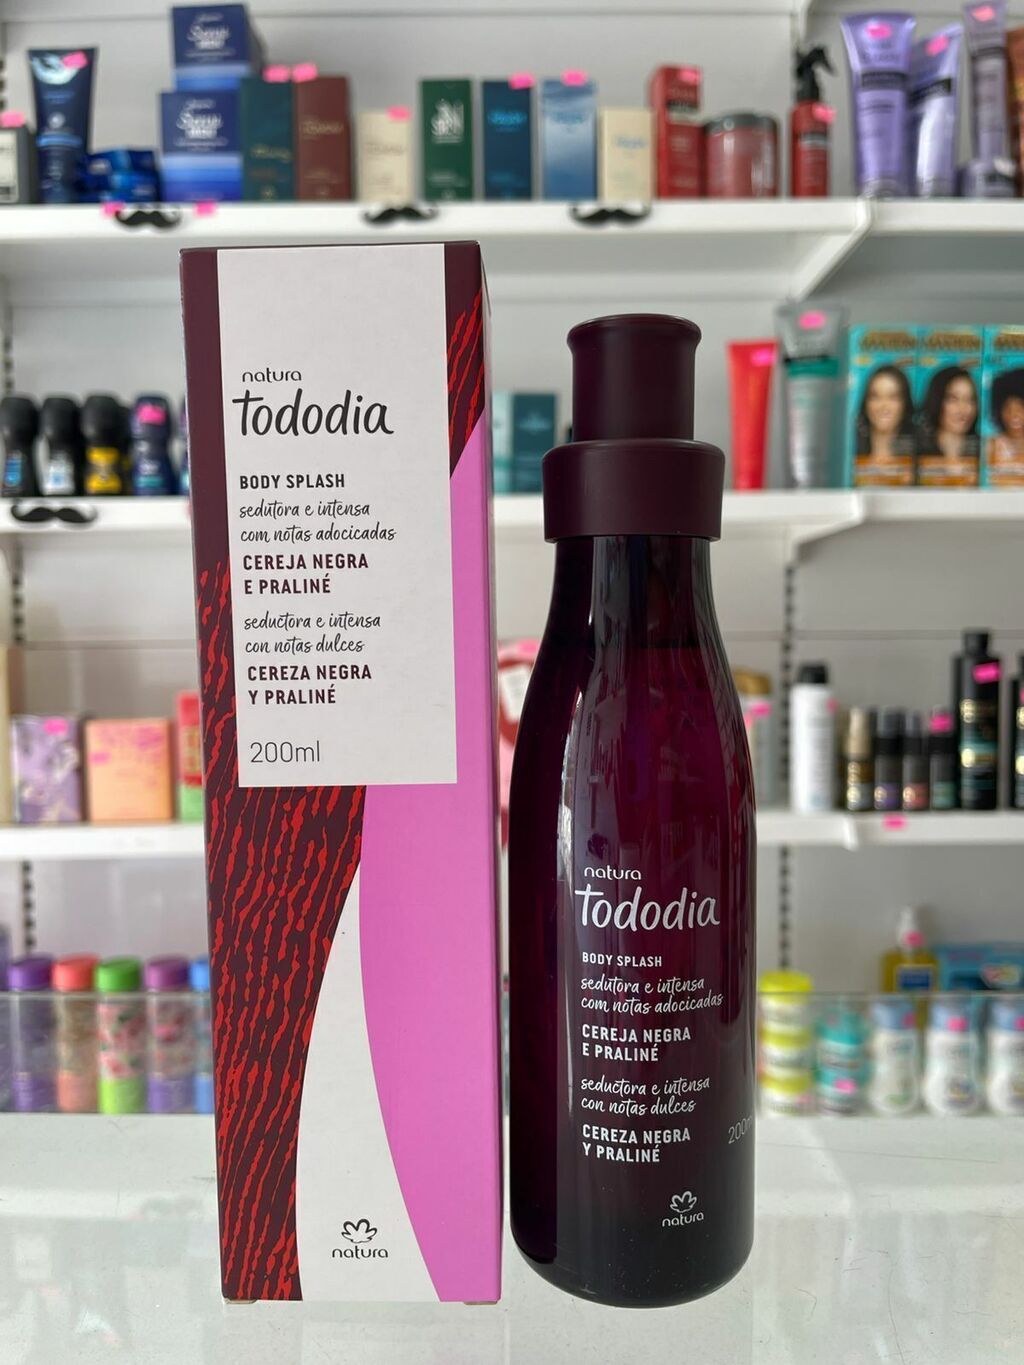 natura
Tododia
BODY SPLASH
sedutora e intensa
com notas adocicadas
CEREJA NEGRA
E PRALINÉ
seductora e intensa
con notas dulces
CEREZA NEGRA
Y PRALINÉ
200ml
natura
natura
Tododia
BODY SPLASH
sedutora e intensa
com notas adocicadas
CEREJA NEGRA
E PRALINÉ
seductora e intensa
con notas dulces
CEREZA NEGRA
Y PRALINÉ
natura